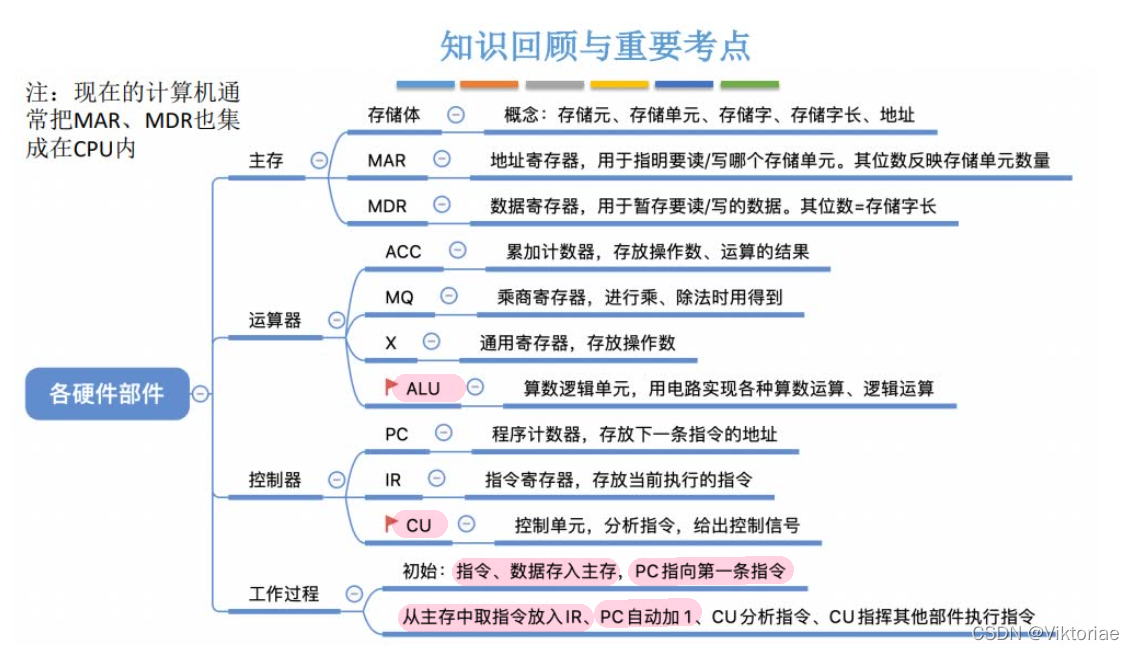 知识回顾与重要考点
注：现在的计算机通
常把MAR、MDR也集
成在CPU内
各硬件部件
主存
存储体
概念：存储元、存储单元、存储字、存储字长、地址
MAR
地址寄存器，用于指明要读/写哪个存储单元。其位数反映存储单元数量
MDR
数据寄存器，用于暂存要读/写的数据。其位数=存储字长
运算器
ACC
累加计数器，存放操作数、运算的结果
MQ
乘商寄存器，进行乘、除法时用得到
X
通用寄存器，存放操作数
ALU
算数逻辑单元，用电路实现各种算数运算、逻辑运算
控制器
PC
程序计数器，存放下一条指令的地址
IR
指令寄存器，存放当前执行的指令
CU
控制单元，分析指令，给出控制信号
工作过程
初始：指令、数据存入主存，PC指向第一条指令
从主存中取指令放入IR、PC自动加1、CU分析指令、CU指挥其他部件执行指令
CSDN @Viktoriae